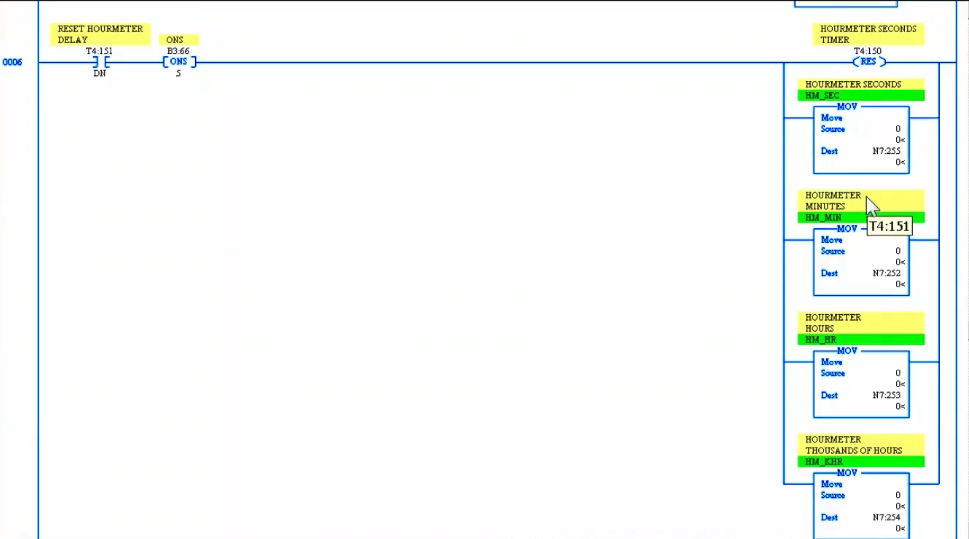 RESET HOURMETER
DELAY
T4:151
DN
ONS
B3:66
ONS
5
0006
HOURMETER SECONDS
TIMER
T4:150
RES
HOURMETER SECONDS
HM_SEC
MOV
Move
Source 0
0<
Dest N7:255
0<
HOURMETER
MINUTES
HM_MIN
T4:151
MOV
Move
Source 0
0<
Dest N7:252
0<
HOURMETER
HOURS
HM_HR
MOV
Move
Source 0
0<
Dest N7:253
0<
HOURMETER
THOUSANDS OF HOURS
HM_KHR
MOV
Move
Source 0
0<
Dest N7:254
0<